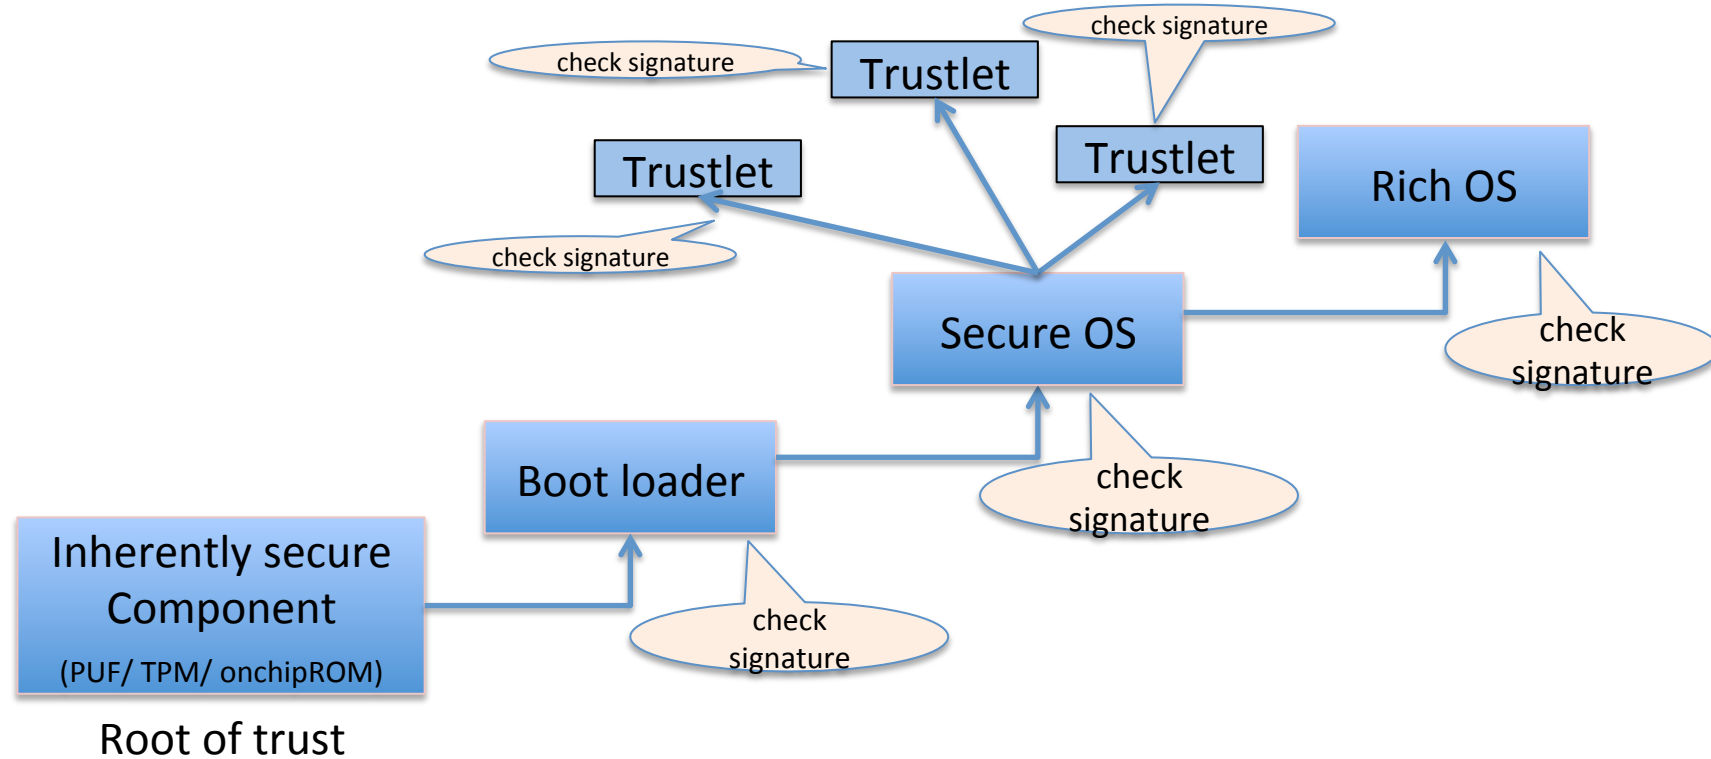 check signature
check signature
Trustlet
Trustlet
Trustlet
Rich OS
check signature
Secure OS
check
signature
Boot loader
check
signature
Inherently secure
Component
(PUF/ TPM/ onchipROM)
check
signature
Root of trust